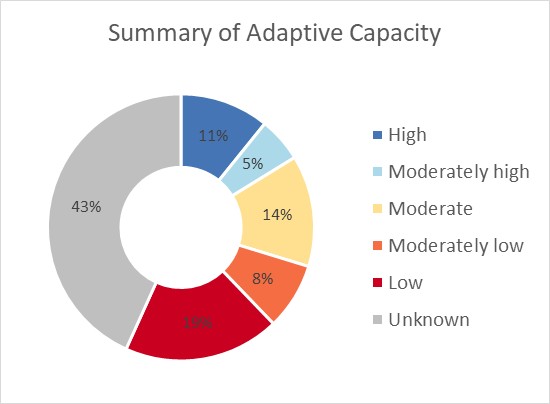 Summary of Adaptive Capacity
11%
5%
14%
8%
19%
43%
High
Moderately high
Moderate
Moderately low
Low
Unknown